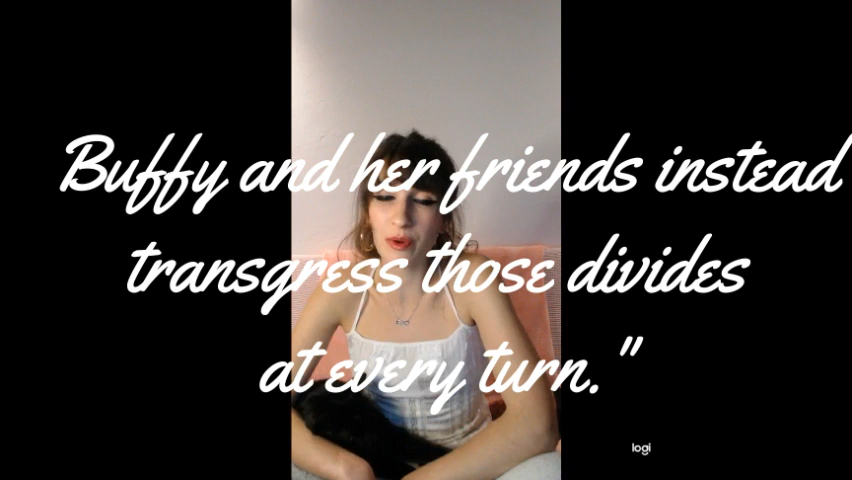 Buffy and her friends instead
transgress those divides
at every turn."
logi